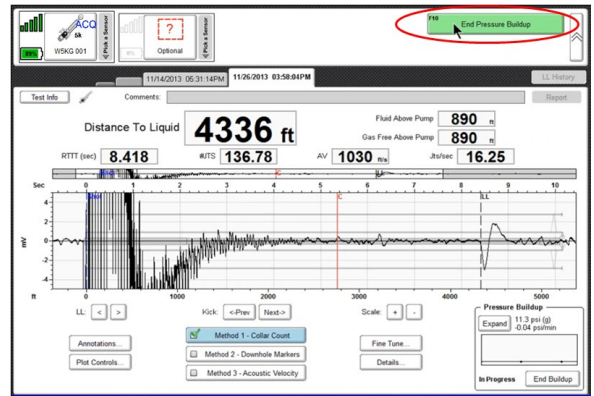 ACQ
5k
89%
W5KG 001
Pick a Sensor
?
0%
Optional
Pick a Sensor
F10
End Pressure Buildup
11/14/2013 05:31:14PM
11/26/2013 03:58:04PM
LL History
Test Info
Comments:
Report
Distance To Liquid 4336 ft
Fluid Above Pump 890 ft
Gas Free Above Pump 890 ft
RTTT (sec) 8.418
#JTS 136.78
AV 1030 ft/s
Jts/sec 16.25
Shot
C
LL
Sec 0 1 2 3 4 5 6 7 8 9 10
Shot
C
LL
mV
4
2
0
-2
-4
ft 0 1000 2000 3000 4000 5000
LL: < >
Kick: <-Prev Next->
Scale: + -
Annotations...
Plot Controls...
Method 1 - Collar Count
Method 2 - Downhole Markers
Method 3 - Acoustic Velocity
Fine Tune...
Details...
Pressure Buildup
Expand
11.3 psi (g)
-0.04 psi/min
In Progress
End Buildup